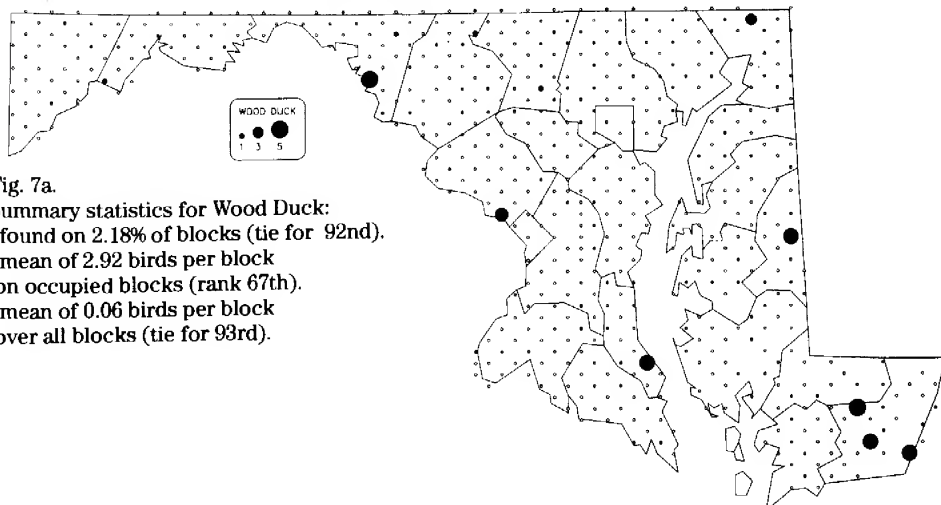 WOOD DUCK
1 3 5
Fig. 7a.
Summary statistics for Wood Duck:
found on 2.18% of blocks (tie for 92nd).
mean of 2.92 birds per block
on occupied blocks (rank 67th).
mean of 0.06 birds per block
over all blocks (tie for 93rd).